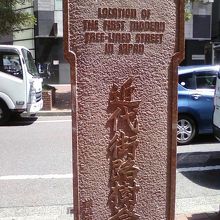 LOCATION OF
THE FIRST MODERN
TREE-LINED STREET
IN JAPAN
近代街路樹